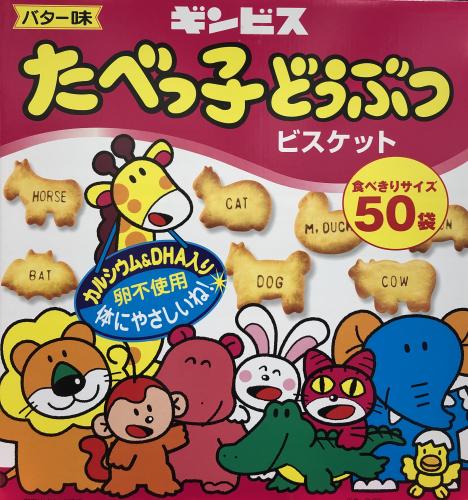 バター味
ギンビス
たべっ子どうぶつ
ビスケット
食べきりサイズ
50袋
HORSE
CAT
M. DUCK
カルシウム&DHA入り
卵不使用
体にやさしいね!
BAT
DOG
COW